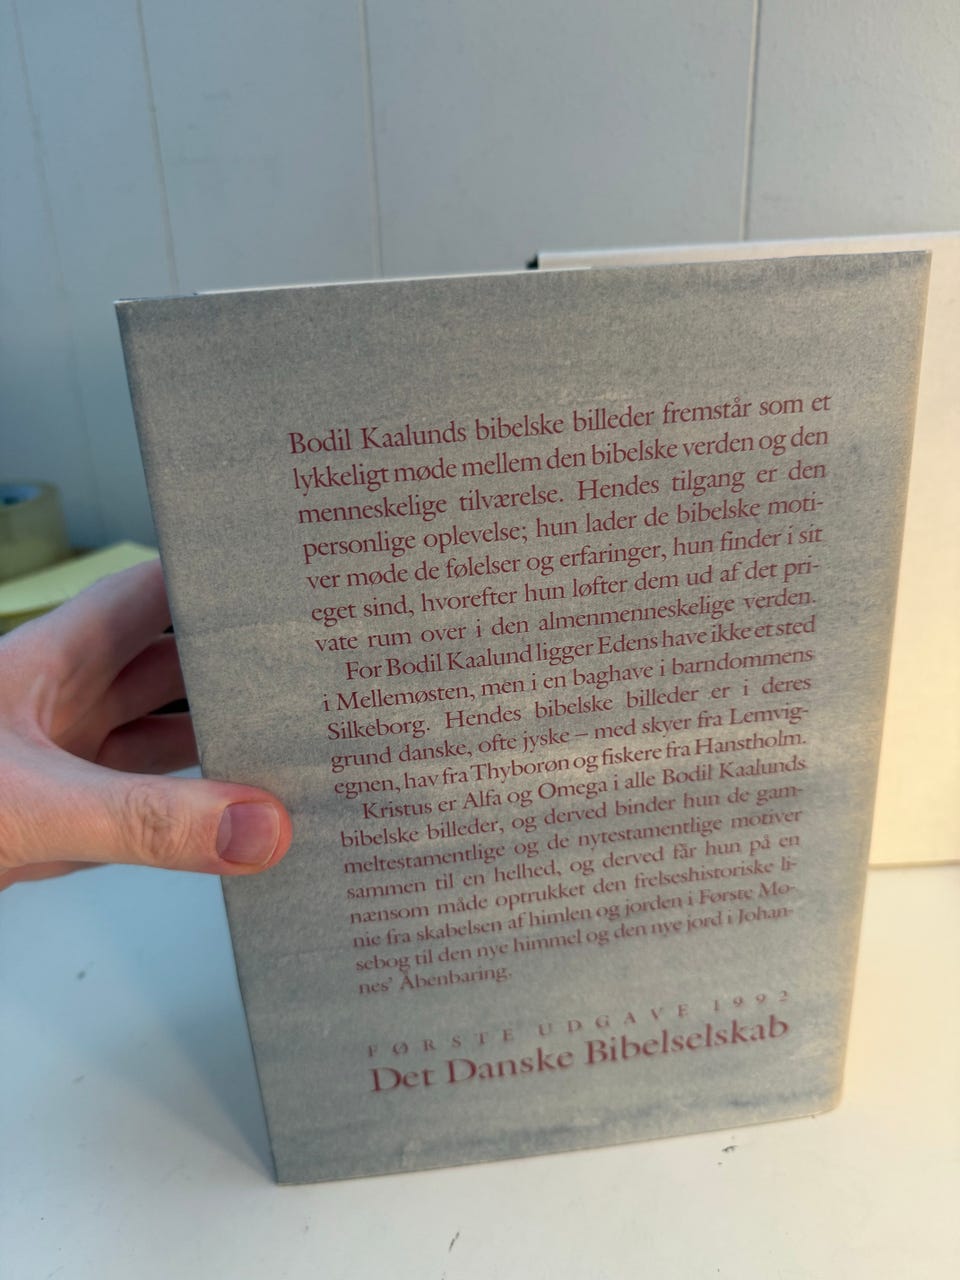 Bodil Kaalunds bibelske billeder fremstår som et
lykkeligt møde mellem den bibelske verden og den
menneskelige tilværelse. Hendes tilgang er den
personlige oplevelse; hun lader de bibelske moti-
ver møde de følelser og erfaringer, hun finder i sit
eget sind, hvorefter hun løfter dem ud af det pri-
vate rum over i den almenmenneskelige verden.
For Bodil Kaalund ligger Edens have ikke et sted
i Mellemøsten, men i en baghave i barndommens
Silkeborg. Hendes bibelske billeder er i deres
grund danske, ofte jyske – med skyer fra Lemvig-
egnen, hav fra Thyborøn og fiskere fra Hanstholm.
Kristus er Alfa og Omega i alle Bodil Kaalunds
bibelske billeder, og derved binder hun de gam-
meltestamentlige og de nytestamentlige motiver
sammen til en helhed, og derved får hun på en
nænsom måde optrukket den frelseshistoriske li-
nie fra skabelsen af himlen og jorden i Første Mo-
sebog til den nye himmel og den nye jord i Johan-
nes' Åbenbaring.
FØRSTE UDGAVE 1992
Det Danske Bibelselskab